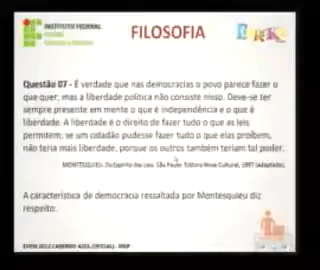 INSTITUTO FEDERAL
FILOSOFIA
Questão 07 - É verdade que nas democracias o povo parece fazer o
que quer; mas a liberdade política não consiste nisso. Deve-se ter
sempre presente em mente o que é independência e o que é
liberdade. A liberdade é o direito de fazer tudo o que as leis
permitem; se um cidadão pudesse fazer tudo o que elas proíbem,
não teria mais liberdade, porque os outros também teriam tal poder.
MONTESQUIEU. Do Espírito das Leis. São Paulo: Editora Nova Cultural, 1997 (adaptado).
A característica de democracia ressaltada por Montesquieu diz
respeito:
ENEM 2012 CADERNO AZUL (OFICIAL) - INEP